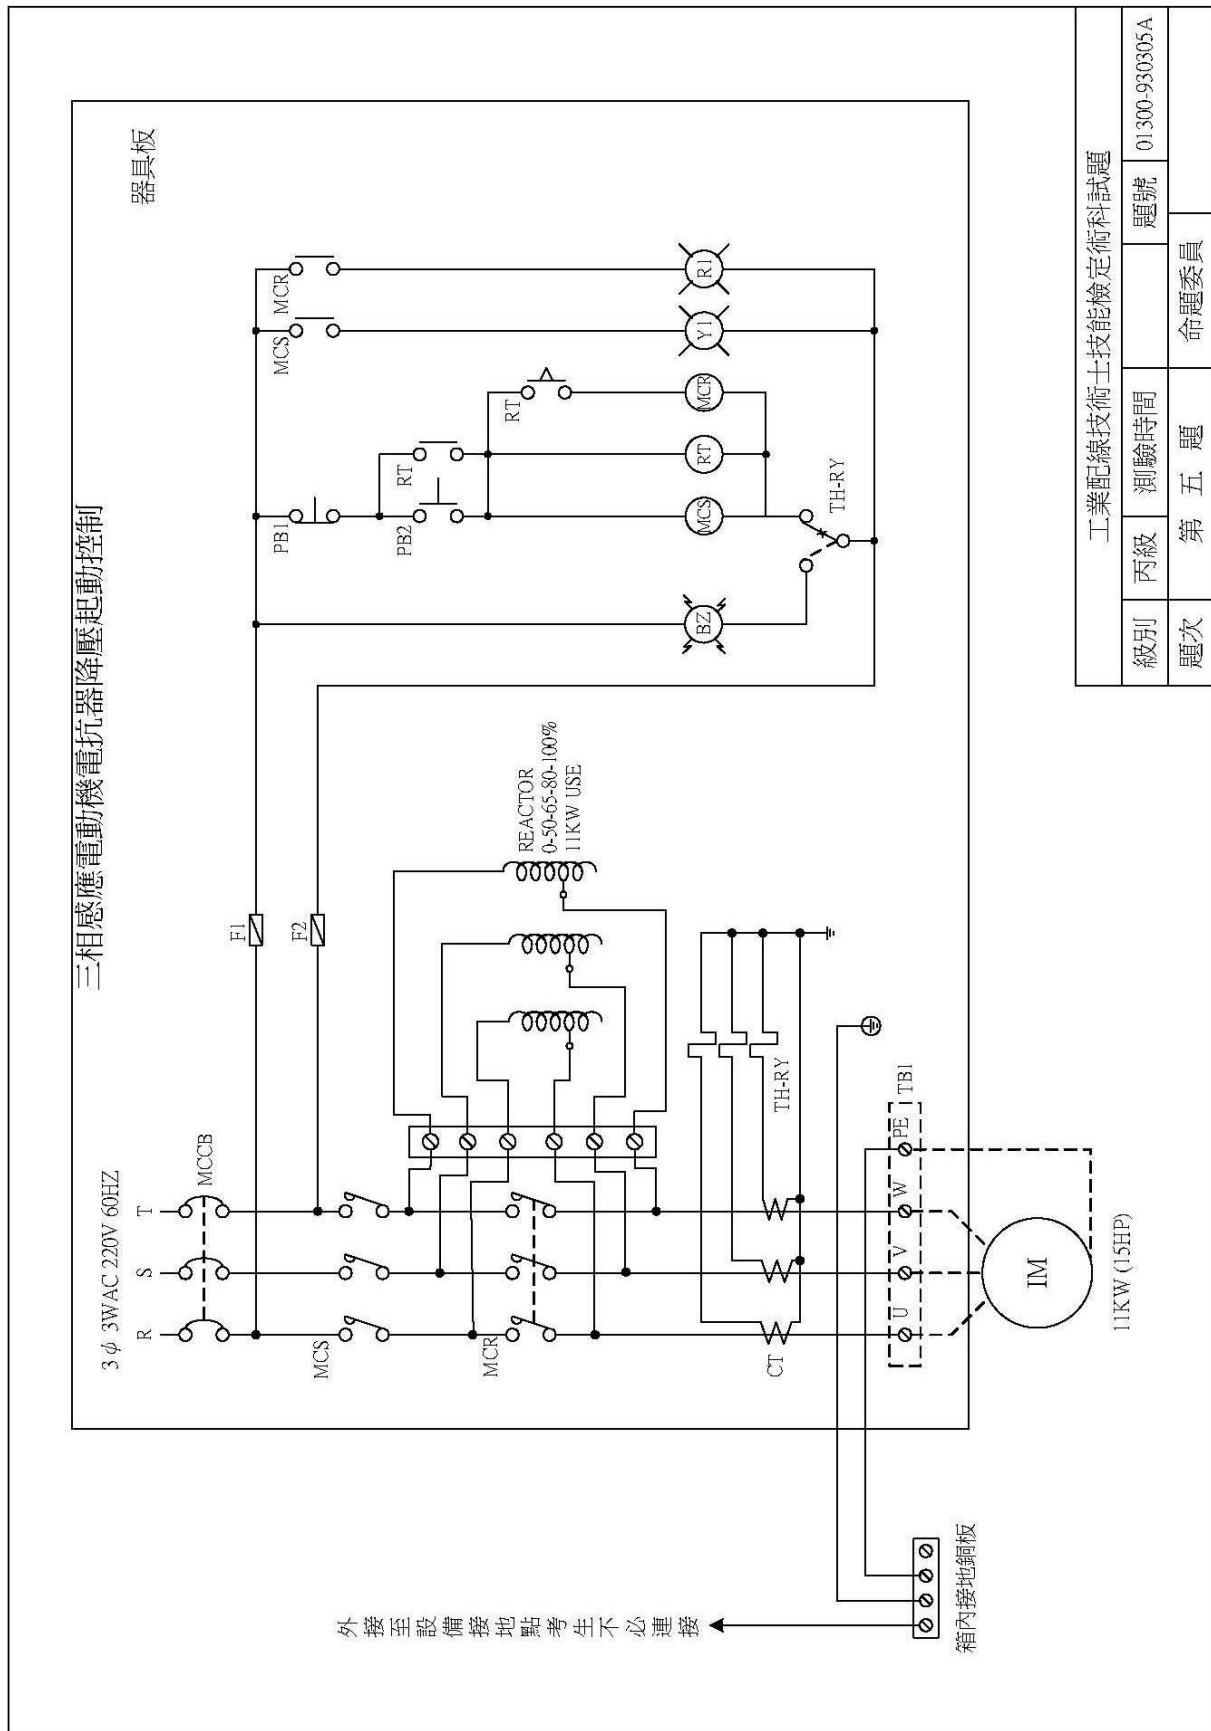 三相感應電動機電抗器降壓起動控制
器具板
3φ 3WAC 220V 60HZ
R
S
T
MCCB
F1
F2
MCS
MCR
REACTOR
0-50-65-80-100%
11KW USE
CT
TH-RY
U
V
W
PE
TB1
IM
11KW (15HP)
PB1
MCS
MCR
PB2
RT
RT
BZ
MCS
RT
MCR
Y1
R1
TH-RY
外接至設備接地點考生不必連接
箱內接地銅板
工業配線技術士技能檢定術科試題
級別 丙級 測驗時間 題號 01300-930305A
題次 第 五 題 命題委員